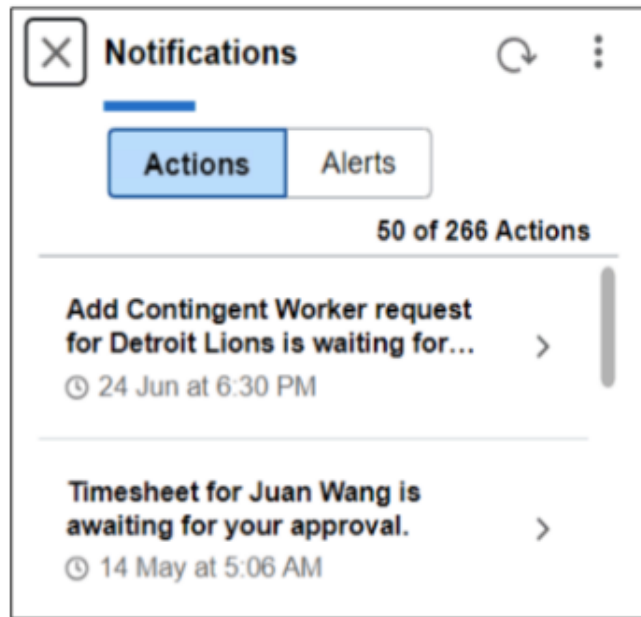 Notifications
Actions
Alerts
50 of 266 Actions
Add Contingent Worker request
for Detroit Lions is waiting for...
24 Jun at 6:30 PM
Timesheet for Juan Wang is
awaiting for your approval.
14 May at 5:06 AM